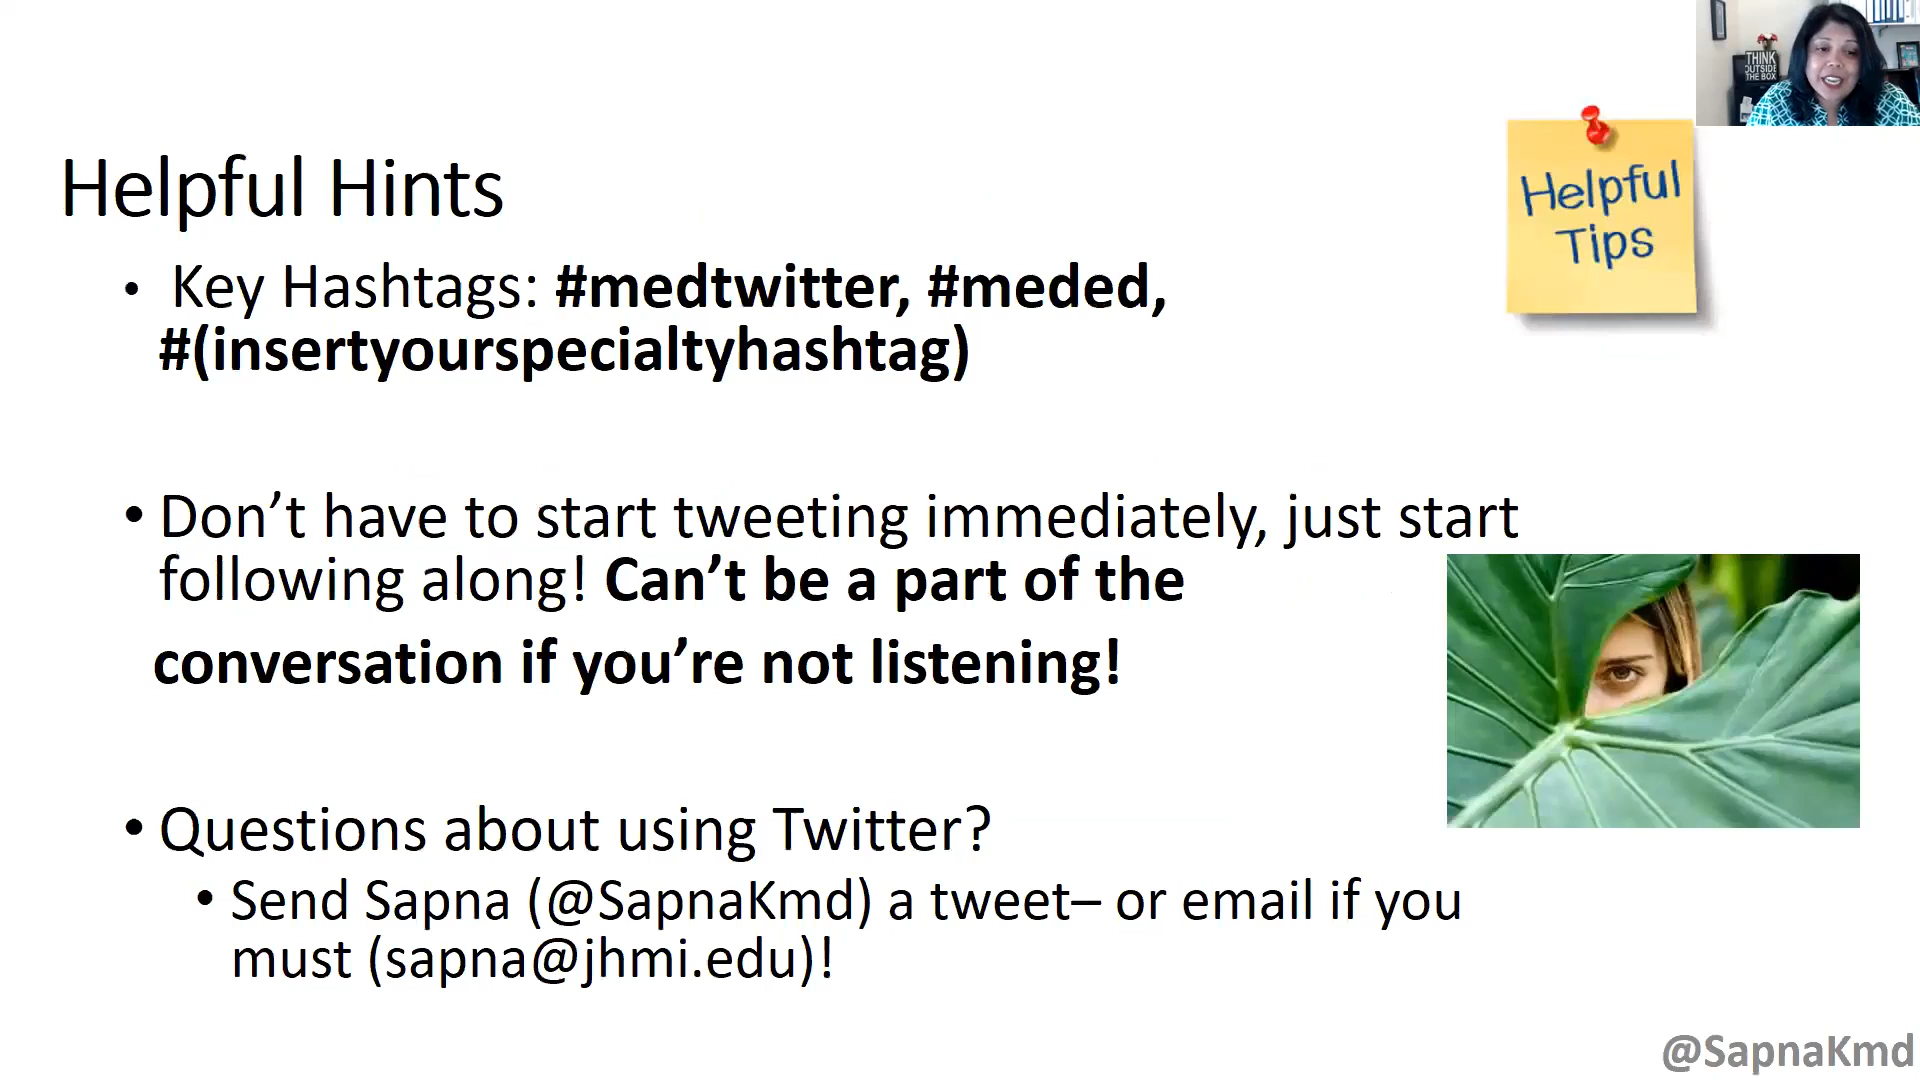 THINK
OUTSIDE
THE BOX
Helpful
Tips
Helpful Hints
• Key Hashtags: #medtwitter, #meded,
#(insertyourspecialtyhashtag)
• Don’t have to start tweeting immediately, just start
following along! Can’t be a part of the
conversation if you’re not listening!
• Questions about using Twitter?
• Send Sapna (@SapnaKmd) a tweet– or email if you
must (sapna@jhmi.edu)!
@SapnaKmd